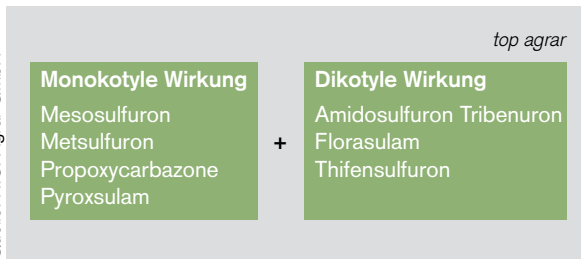 top agrar
Monokotyle Wirkung
Mesosulfuron
Metsulfuron
Propoxycarbazone
Pyroxsulam
+
Dikotyle Wirkung
Amidosulfuron Tribenuron
Florasulam
Thifensulfuron